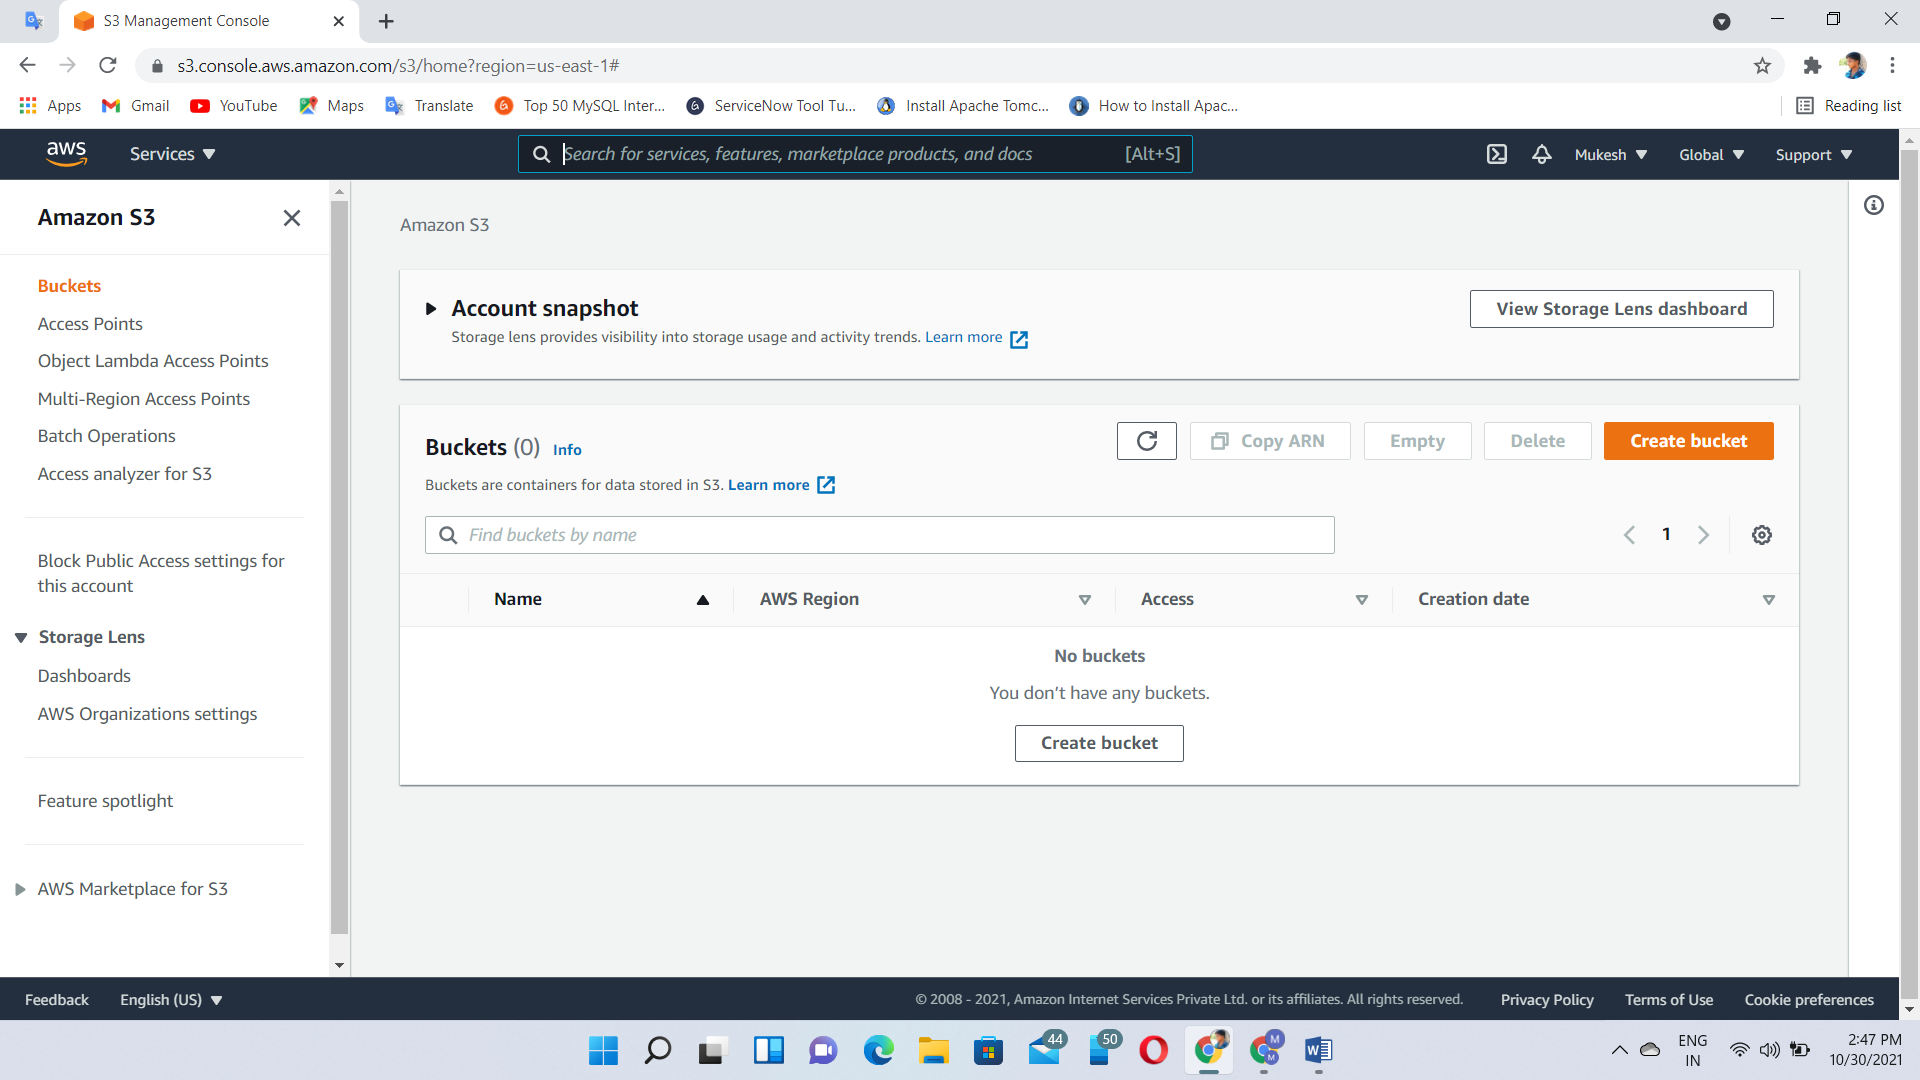 S3 Management Console
s3.console.aws.amazon.com/s3/home?region=us-east-1#
Apps Gmail YouTube Maps Translate Top 50 MySQL Inter... ServiceNow Tool Tu... Install Apache Tomc... How to Install Apac... Reading list
aws Services Search for services, features, marketplace products, and docs [Alt+S] Mukesh Global Support
Amazon S3
Buckets
Access Points
Object Lambda Access Points
Multi-Region Access Points
Batch Operations
Access analyzer for S3
Block Public Access settings for
this account
Storage Lens
Dashboards
AWS Organizations settings
Feature spotlight
AWS Marketplace for S3
Amazon S3
Account snapshot
View Storage Lens dashboard
Storage lens provides visibility into storage usage and activity trends. Learn more
Buckets (0) Info
Copy ARN Empty Delete Create bucket
Buckets are containers for data stored in S3. Learn more
Find buckets by name
1
Name AWS Region Access Creation date
No buckets
You don't have any buckets.
Create bucket
Feedback English (US) © 2008 - 2021, Amazon Internet Services Private Ltd. or its affiliates. All rights reserved. Privacy Policy Terms of Use Cookie preferences
44 50 M M
ENG
IN
2:47 PM
10/30/2021